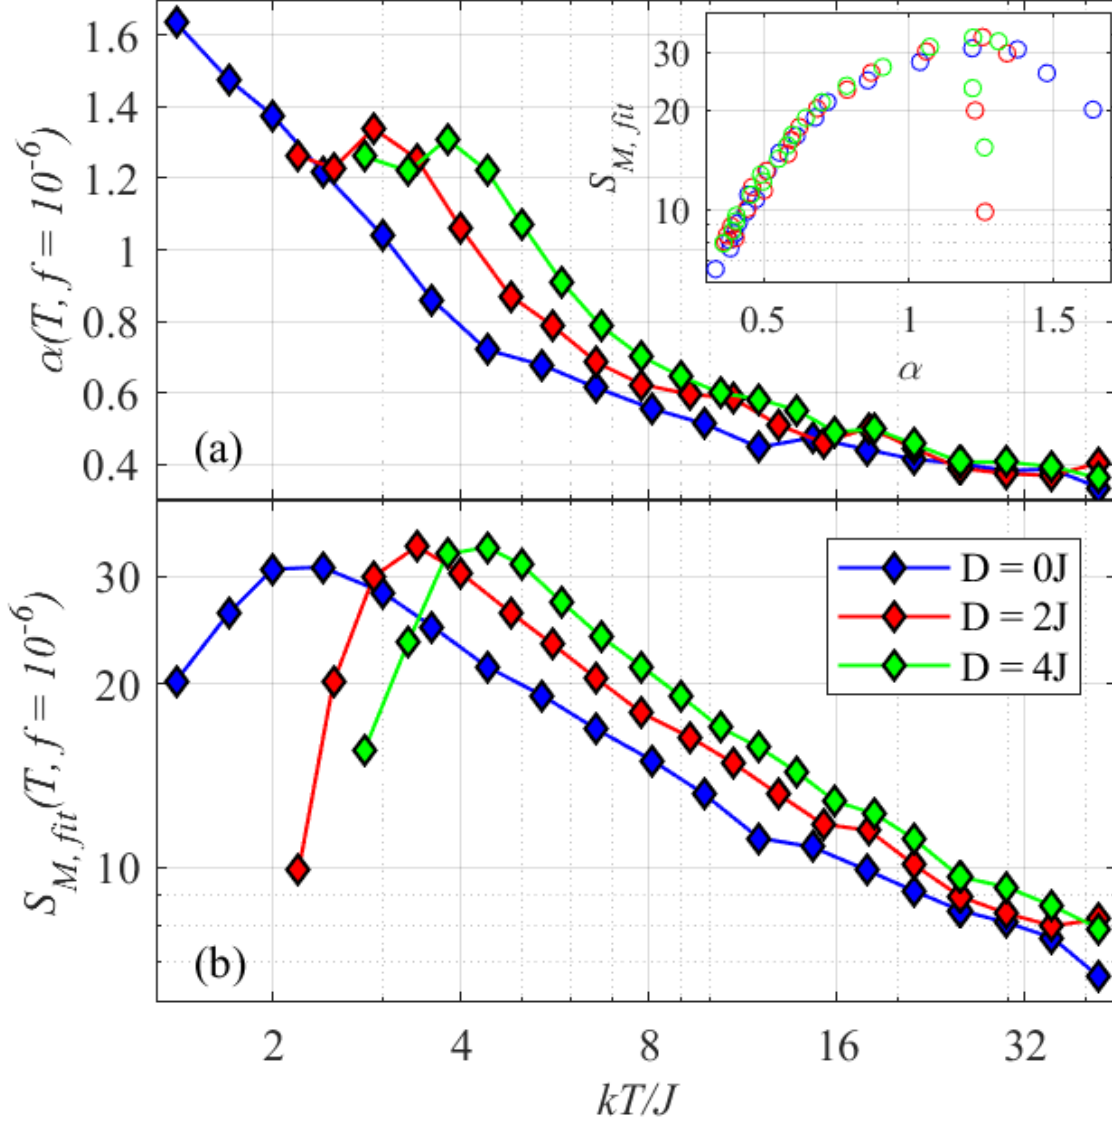 α(T, f = 10⁻⁶)
1.6
1.4
1.2
1
0.8
0.6
0.4
(a)
S_{M, fit}
30
20
10
0.5 1 1.5
α
S_{M, fit}(T, f = 10⁻⁶)
30
20
10
(b)
D = 0J
D = 2J
D = 4J
2 4 8 16 32
kT/J